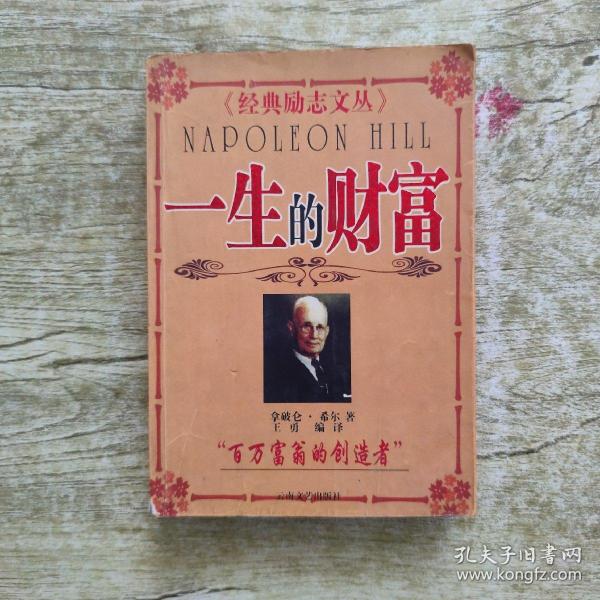 《经典励志文丛》
NAPOLEON HILL
一生的财富
拿破仑·希尔 著
王勇 编译
“百万富翁的创造者”
云南文艺出版社
孔夫子旧書网
www.kongfz.com